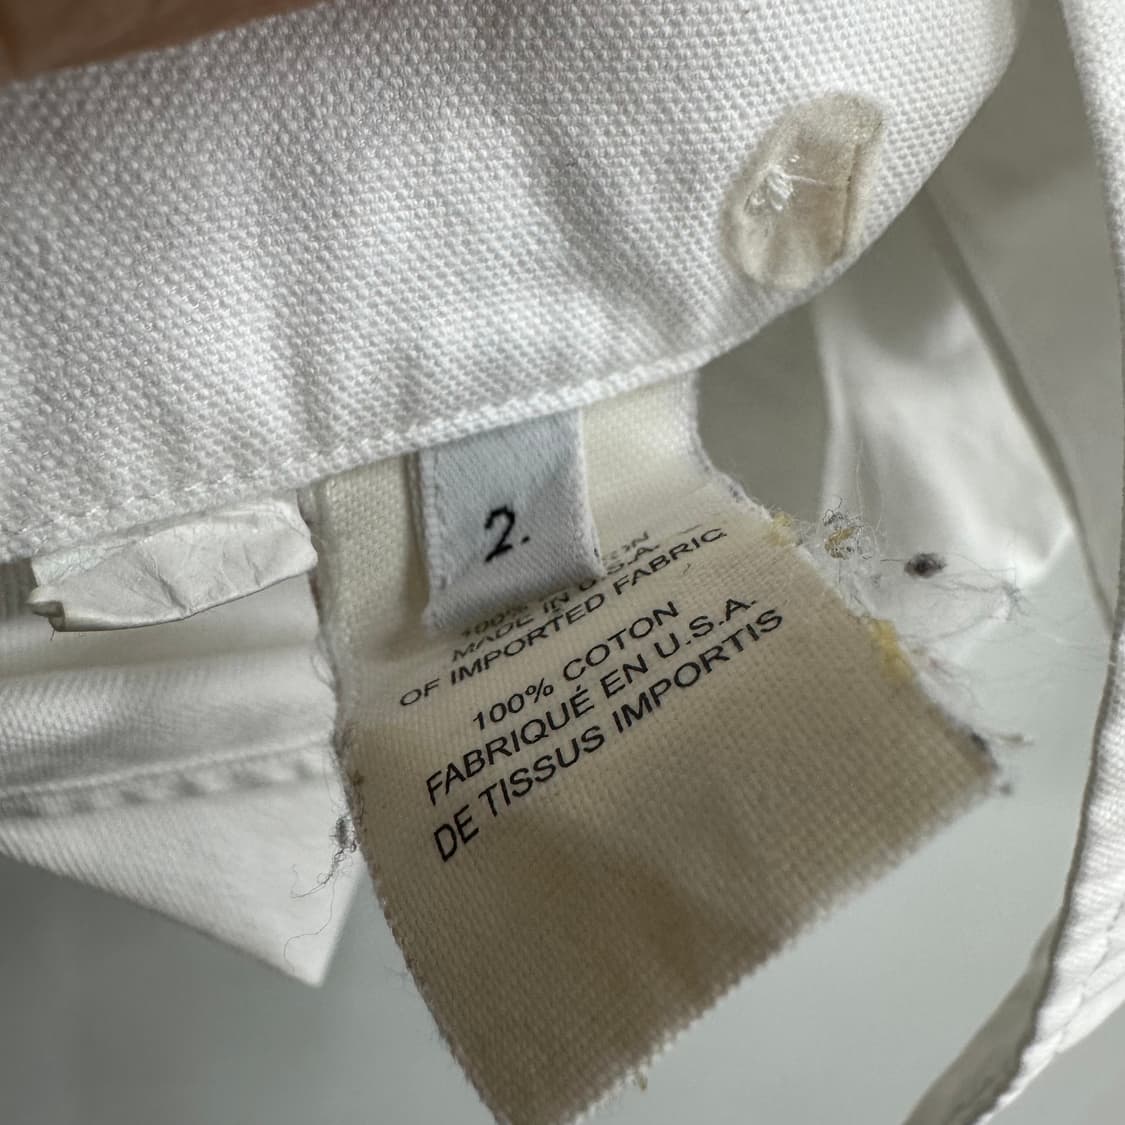 2.
MADE IN U.S.A.
OF IMPORTED FABRIC
100% COTON
FABRIQUÉ EN U.S.A.
DE TISSUS IMPORTIS